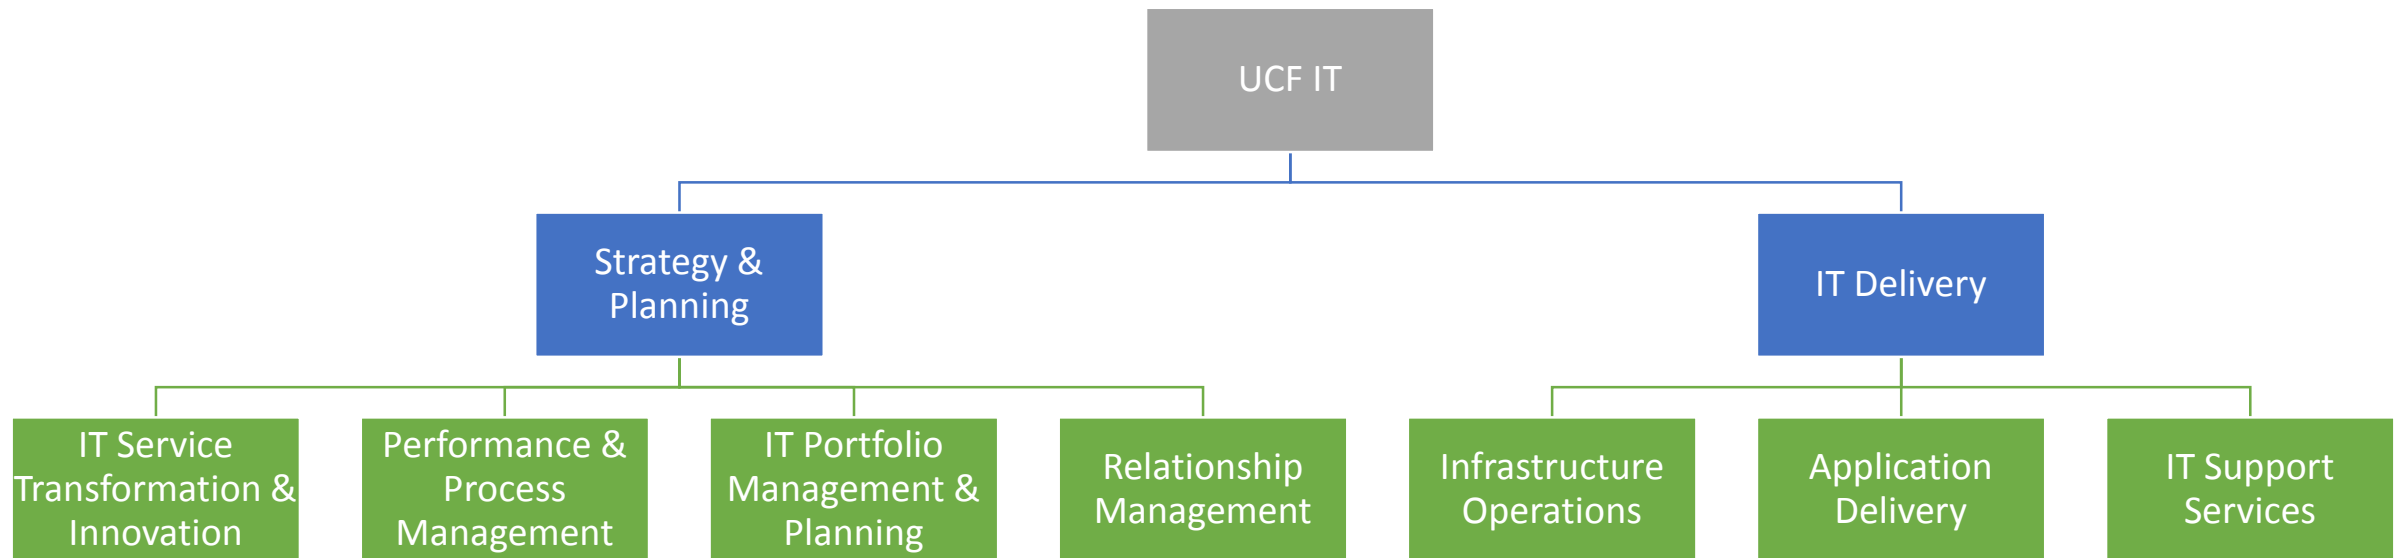 UCF IT
Strategy &
Planning
IT Delivery
IT Service
Transformation &
Innovation
Performance &
Process
Management
IT Portfolio
Management &
Planning
Relationship
Management
Infrastructure
Operations
Application
Delivery
IT Support
Services